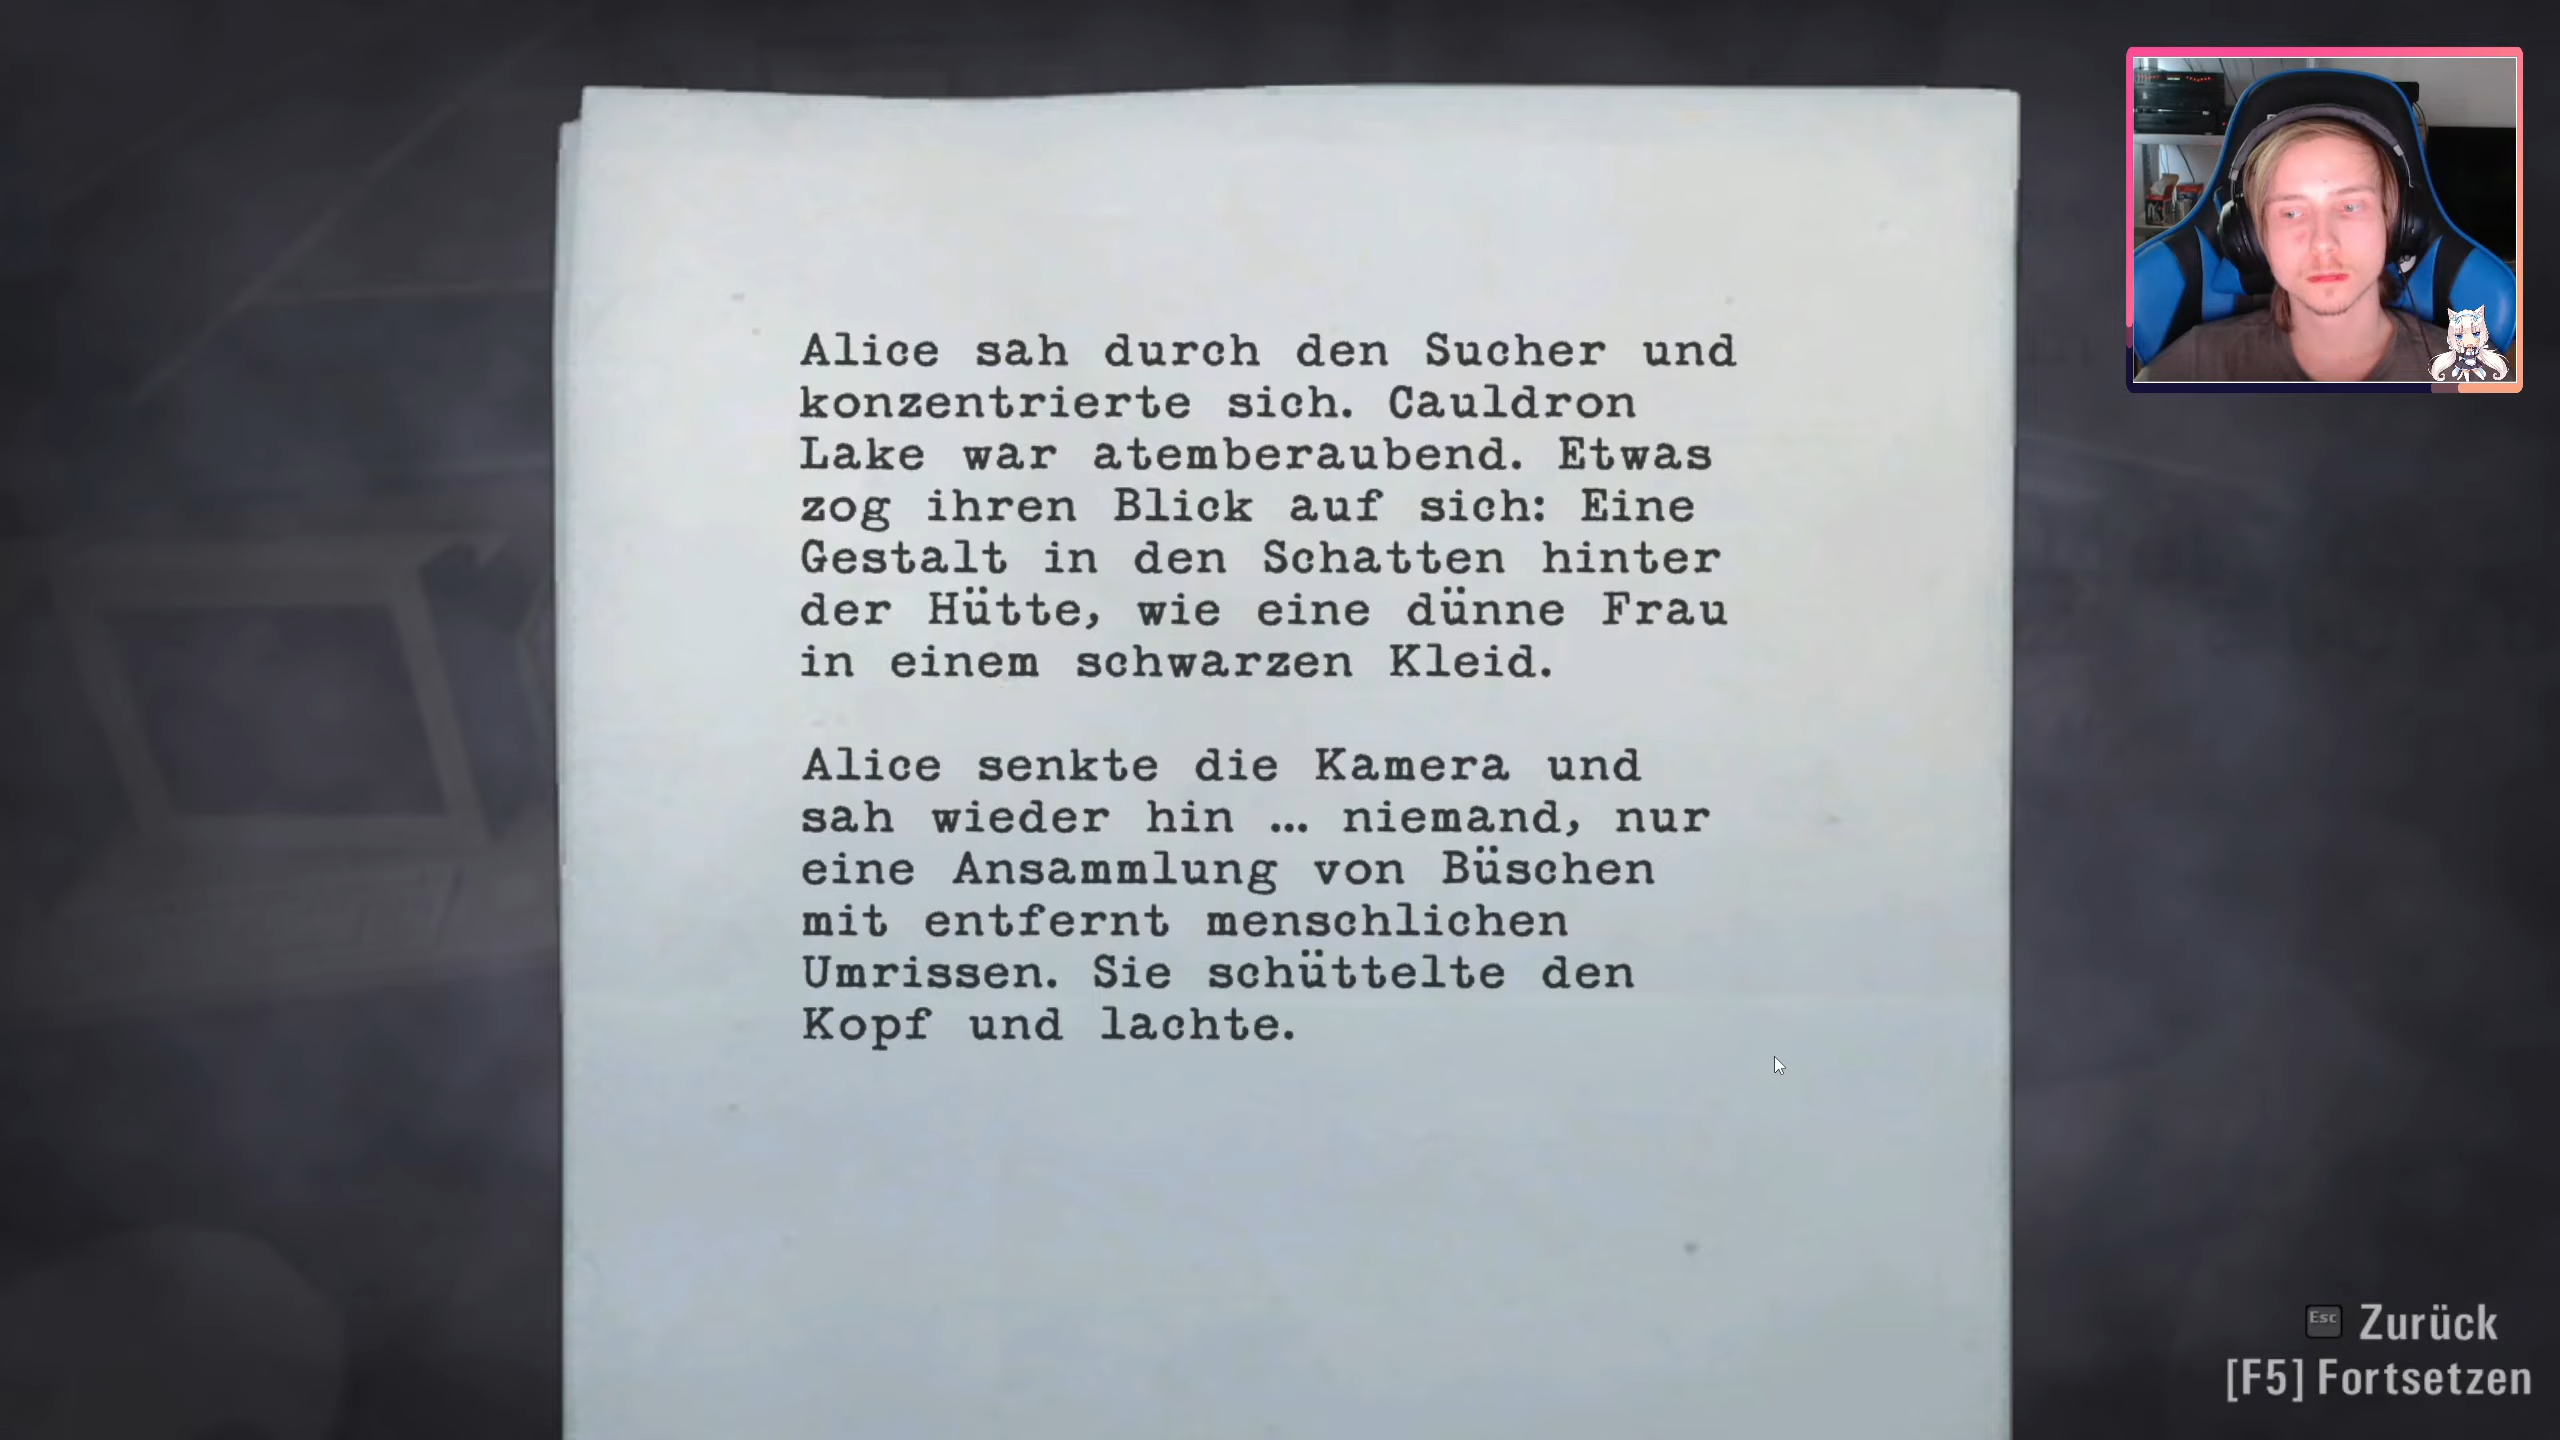 Alice sah durch den Sucher und
konzentrierte sich. Cauldron
Lake war atemberaubend. Etwas
zog ihren Blick auf sich: Eine
Gestalt in den Schatten hinter
der Hütte, wie eine dünne Frau
in einem schwarzen Kleid.
Alice senkte die Kamera und
sah wieder hin … niemand, nur
eine Ansammlung von Büschen
mit entfernt menschlichen
Umrissen. Sie schüttelte den
Kopf und lachte.
Esc Zurück
[F5] Fortsetzen